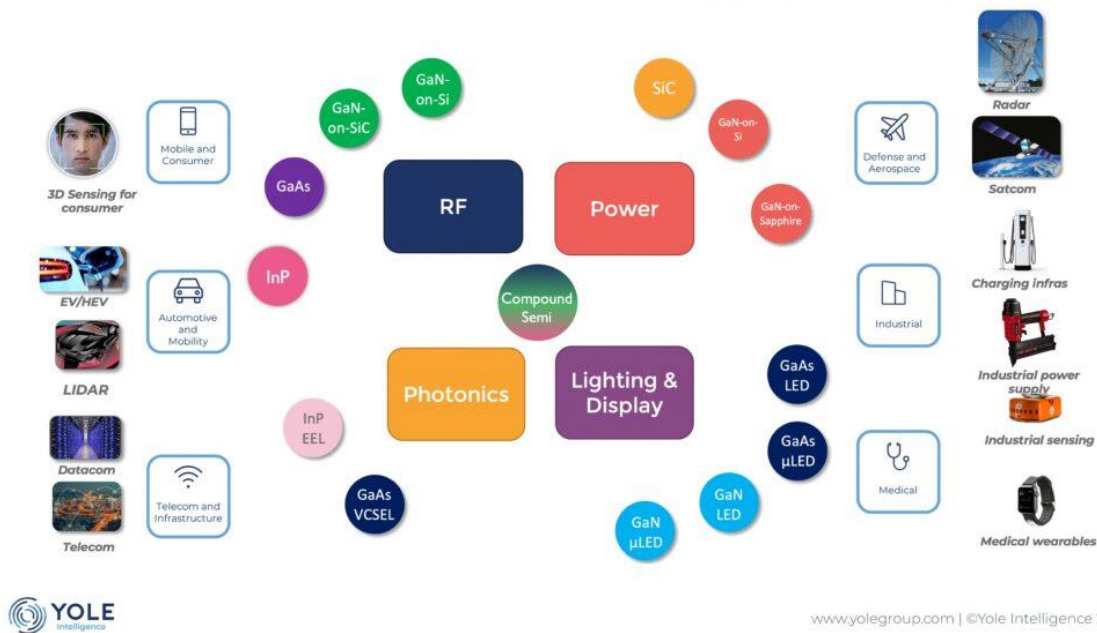 GaN-
on-Si
GaN-
on-SiC
GaAs
InP
RF
SiC
GaN-on-
Si
GaN-on-
Sapphire
Power
Compound
Semi
Photonics
InP
EEL
GaAs
VCSEL
Lighting &
Display
GaAs
LED
GaAs
µLED
GaN
LED
GaN
µLED
Mobile and
Consumer
3D Sensing for
consumer
EV/HEV
Automotive
and
Mobility
LIDAR
Datacom
Telecom and
Infrastructure
Telecom
Radar
Defense and
Aerospace
Satcom
Charging infras
Industrial
Industrial power
supply
Industrial sensing
Medical
Medical wearables
YOLE
Intelligence
www.yolegroup.com | ©Yole Intelligence